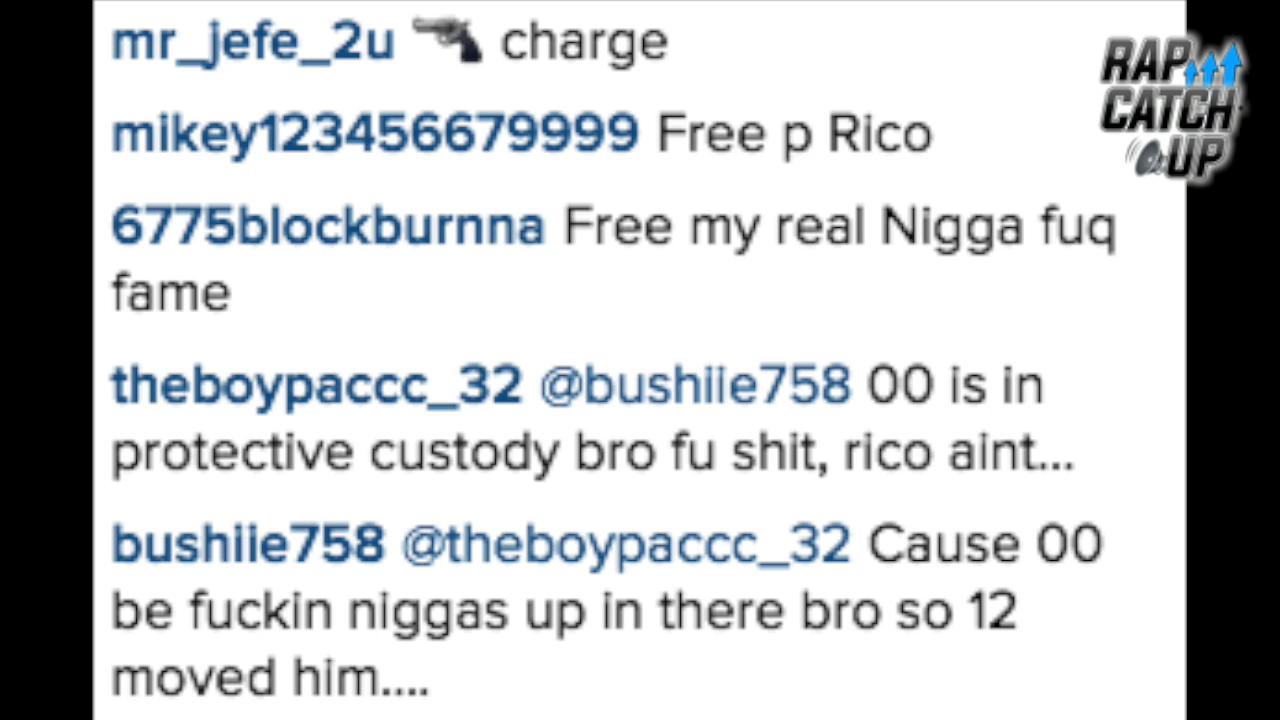 mr_jefe_2u 🔫 charge
mikey123456679999 Free p Rico
6775blockburnna Free my real Nigga fuq
fame
theboypaccc_32 @bushiie758 00 is in
protective custody bro fu shit, rico aint...
bushiie758 @theboypaccc_32 Cause 00
be fuckin niggas up in there bro so 12
moved him....
RAP
CATCH
UP